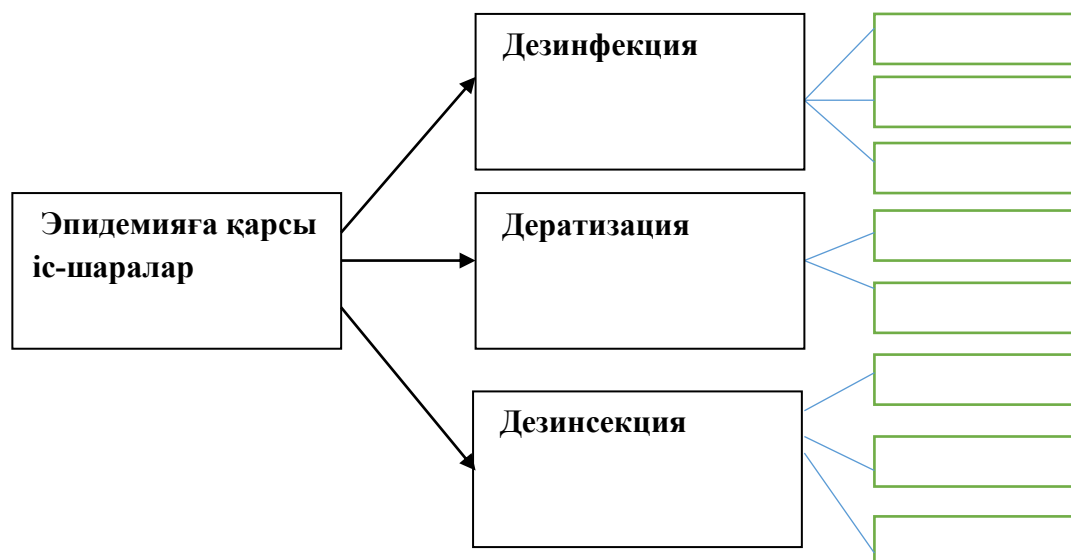 Дезинфекция
Эпидемияға қарсы
іс-шаралар
Дератизация
Дезинсекция